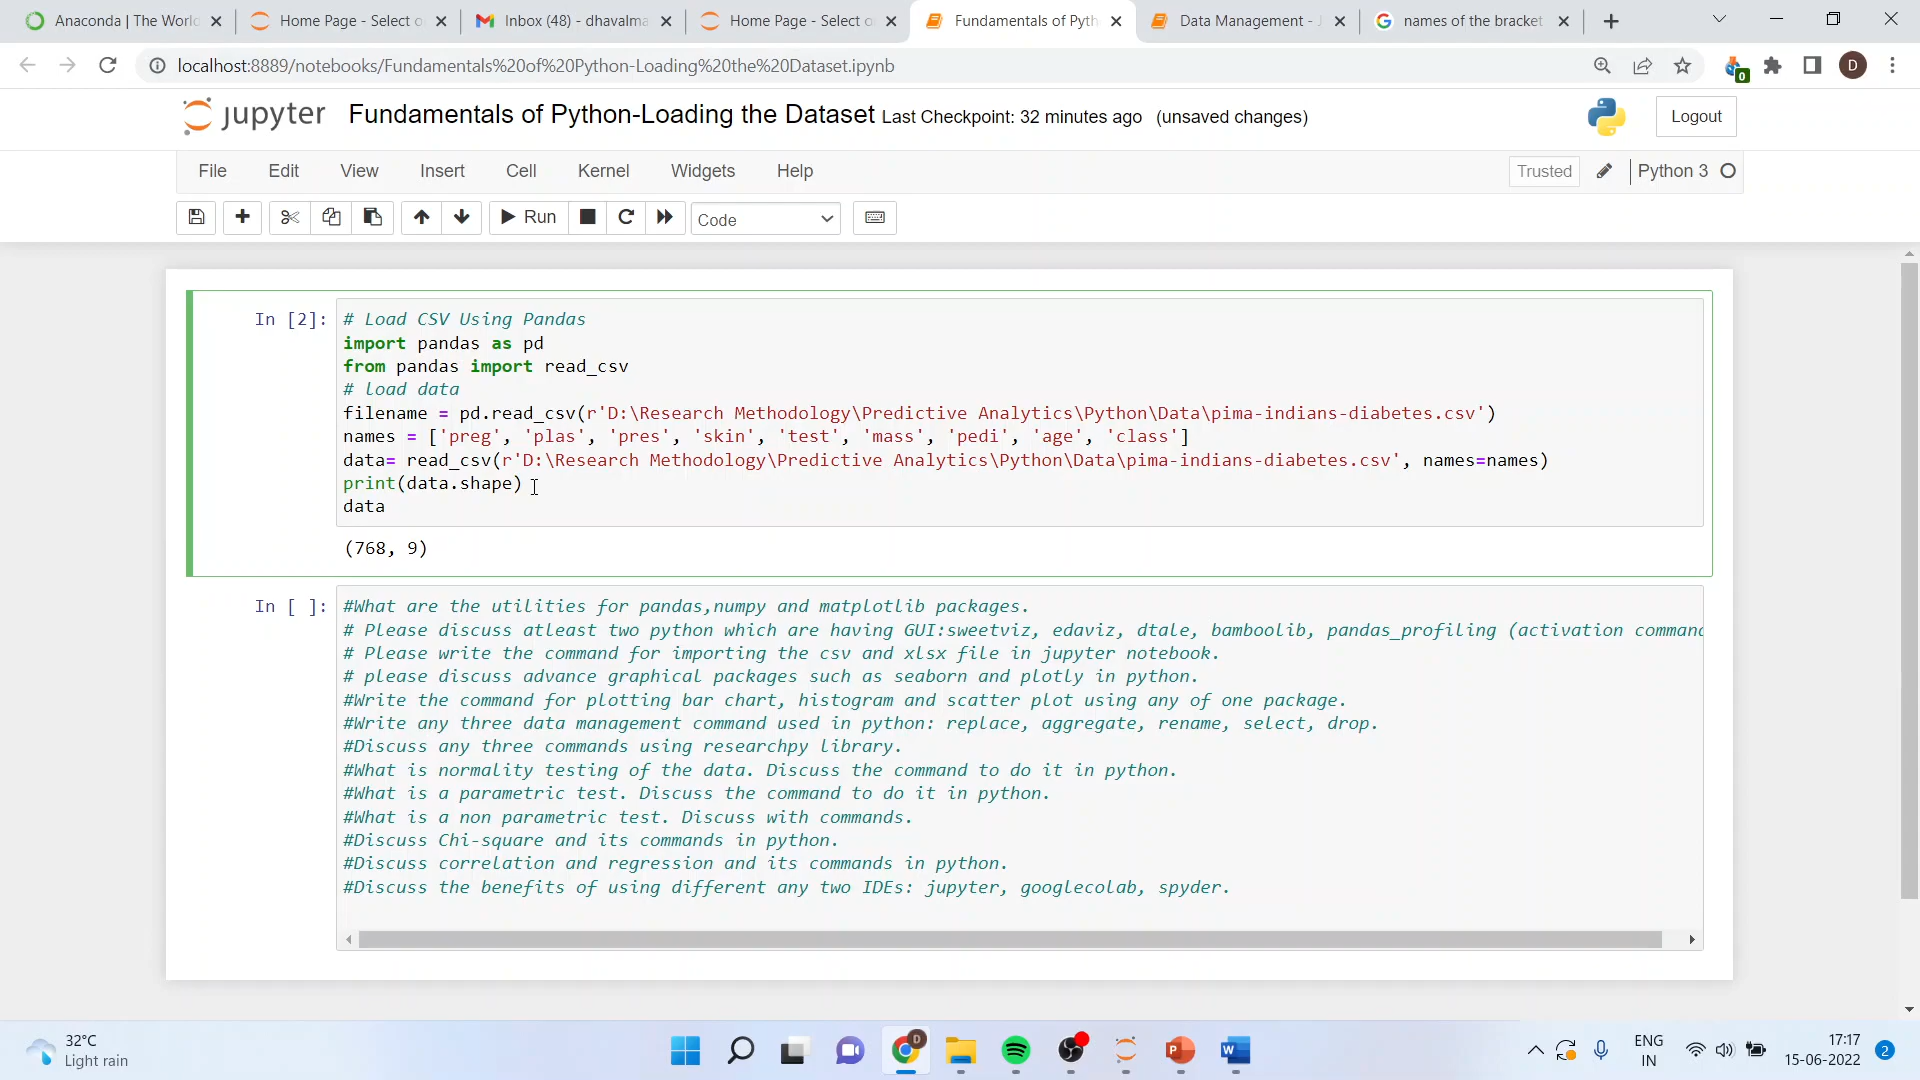 Anaconda | The World
Home Page - Select o
Inbox (48) - dhavalma
Home Page - Select o
Fundamentals of Pyth
Data Management - J
names of the bracket
localhost:8889/notebooks/Fundamentals%20of%20Python-Loading%20the%20Dataset.ipynb
0
D
jupyter Fundamentals of Python-Loading the Dataset Last Checkpoint: 32 minutes ago (unsaved changes)
Logout
File Edit View Insert Cell Kernel Widgets Help
Trusted Python 3
Run Code
In [2]: # Load CSV Using Pandas
import pandas as pd
from pandas import read_csv
# load data
filename = pd.read_csv(r'D:\Research Methodology\Predictive Analytics\Python\Data\pima-indians-diabetes.csv')
names = ['preg', 'plas', 'pres', 'skin', 'test', 'mass', 'pedi', 'age', 'class']
data= read_csv(r'D:\Research Methodology\Predictive Analytics\Python\Data\pima-indians-diabetes.csv', names=names)
print(data.shape)
data
(768, 9)
In [ ]: #What are the utilities for pandas,numpy and matplotlib packages.
# Please discuss atleast two python which are having GUI:sweetviz, edaviz, dtale, bamboolib, pandas_profiling (activation command
# Please write the command for importing the csv and xlsx file in jupyter notebook.
# please discuss advance graphical packages such as seaborn and plotly in python.
#Write the command for plotting bar chart, histogram and scatter plot using any of one package.
#Write any three data management command used in python: replace, aggregate, rename, select, drop.
#Discuss any three commands using researchpy library.
#What is normality testing of the data. Discuss the command to do it in python.
#What is a parametric test. Discuss the command to do it in python.
#What is a non parametric test. Discuss with commands.
#Discuss Chi-square and its commands in python.
#Discuss correlation and regression and its commands in python.
#Discuss the benefits of using different any two IDEs: jupyter, googlecolab, spyder.
32°C
Light rain
D
P
W
ENG
IN
17:17
15-06-2022
2